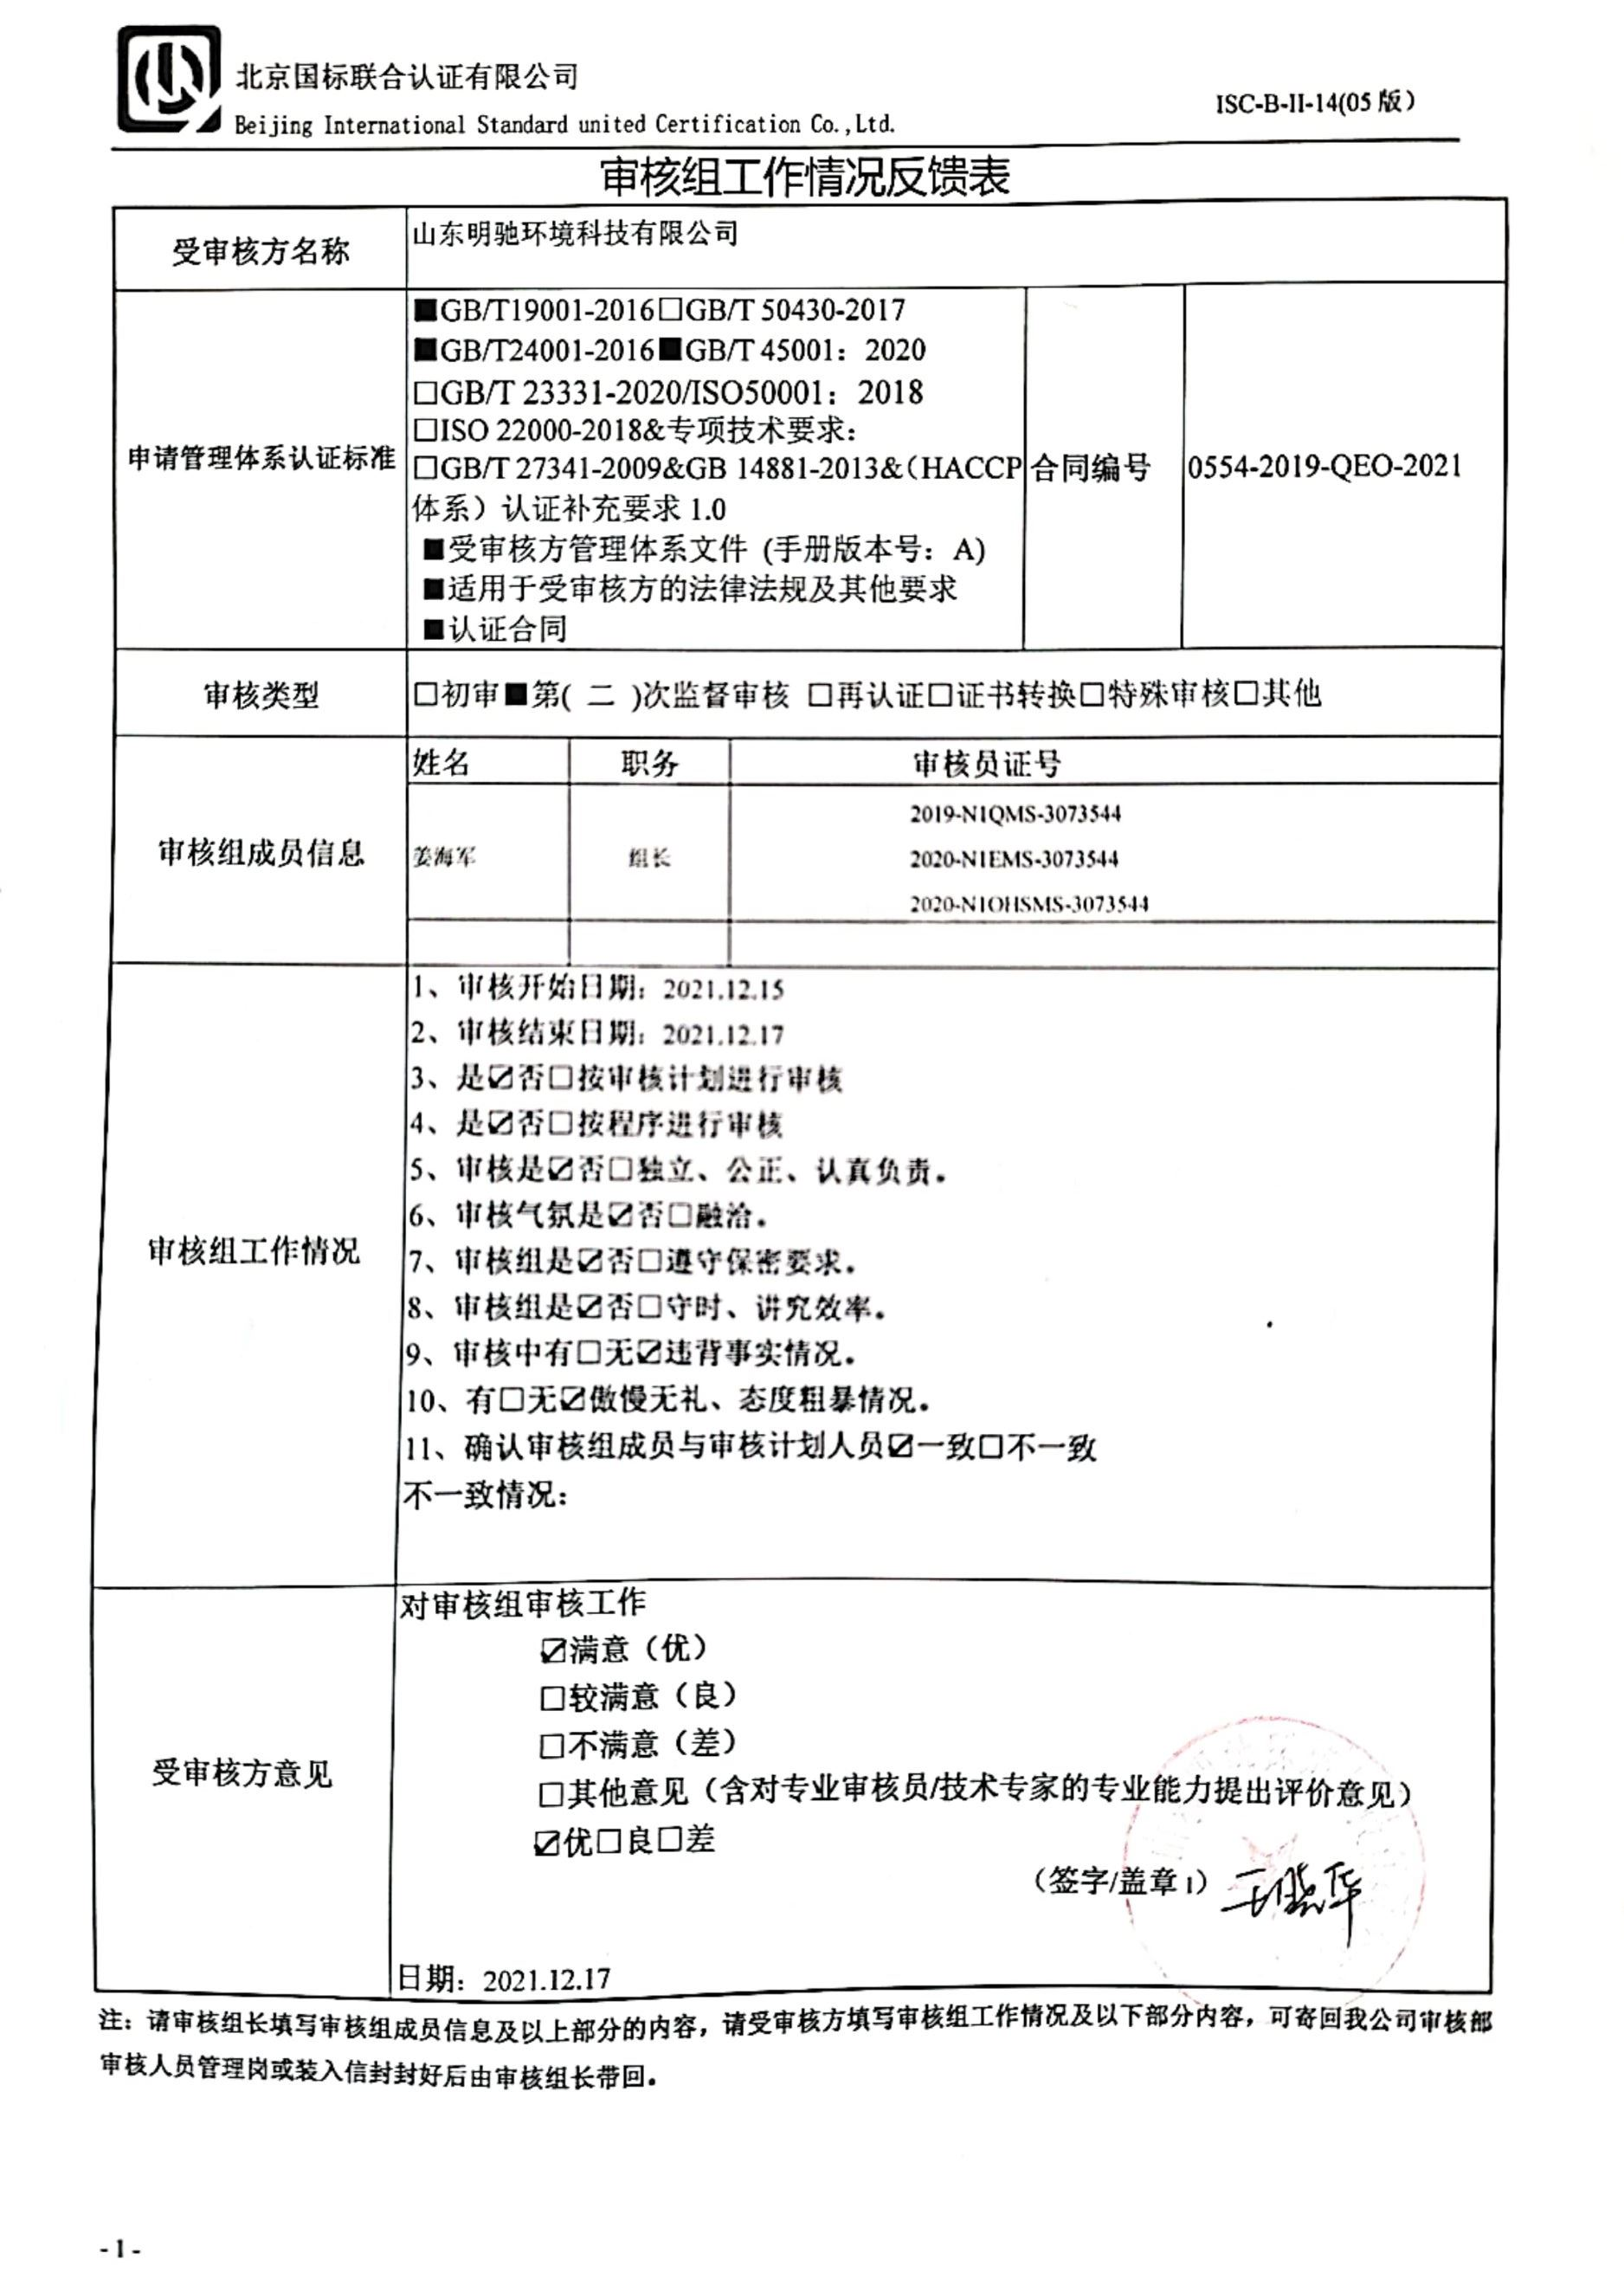 北京国标联合认证有限公司
Beijing International Standard united Certification Co.,Ltd.
ISC-B-II-14(05 版）
审核组工作情况反馈表
受审核方名称
山东明驰环境科技有限公司
申请管理体系认证标准
■GB/T19001-2016□GB/T 50430-2017
■GB/T24001-2016■GB/T 45001：2020
□GB/T 23331-2020/ISO50001：2018
□ISO 22000-2018&专项技术要求：
□GB/T 27341-2009&GB 14881-2013&（HACCP
体系）认证补充要求 1.0
■受审核方管理体系文件 (手册版本号：A)
■适用于受审核方的法律法规及其他要求
■认证合同
合同编号
0554-2019-QEO-2021
审核类型
□初审■第( 二 )次监督审核 □再认证□证书转换□特殊审核□其他
审核组成员信息
姓名 职务 审核员证号
姜海军 组长
2019-N1QMS-3073544
2020-N1EMS-3073544
2020-N1OHSMS-3073544
审核组工作情况
1、审核开始日期：2021.12.15
2、审核结束日期：2021.12.17
3、是☑否□按审核计划进行审核
4、是☑否□按程序进行审核
5、审核是☑否□独立、公正、认真负责。
6、审核气氛是☑否□融洽。
7、审核组是☑否□遵守保密要求。
8、审核组是☑否□守时、讲究效率。
9、审核中有□无☑违背事实情况。
10、有□无☑傲慢无礼、态度粗暴情况。
11、确认审核组成员与审核计划人员☑一致□不一致
不一致情况：
受审核方意见
对审核组审核工作
☑满意（优）
□较满意（良）
□不满意（差）
□其他意见（含对专业审核员/技术专家的专业能力提出评价意见）
☑优□良□差
（签字/盖章 1） 王晓华
日期：2021.12.17
注：请审核组长填写审核组成员信息及以上部分的内容，请受审核方填写审核组工作情况及以下部分内容，可寄回我公司审核部
审核人员管理岗或装入信封封好后由审核组长带回。
- 1 -